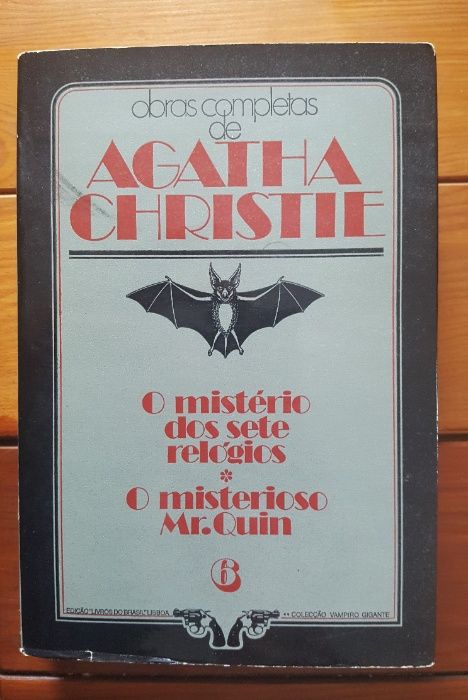 obras completas
de
AGATHA
CHRISTIE
O mistério
dos sete
relógios
*
O misterioso
Mr. Quin
6
EDIÇÃO "LIVROS DO BRASIL" LISBOA
** COLECÇÃO VAMPIRO GIGANTE